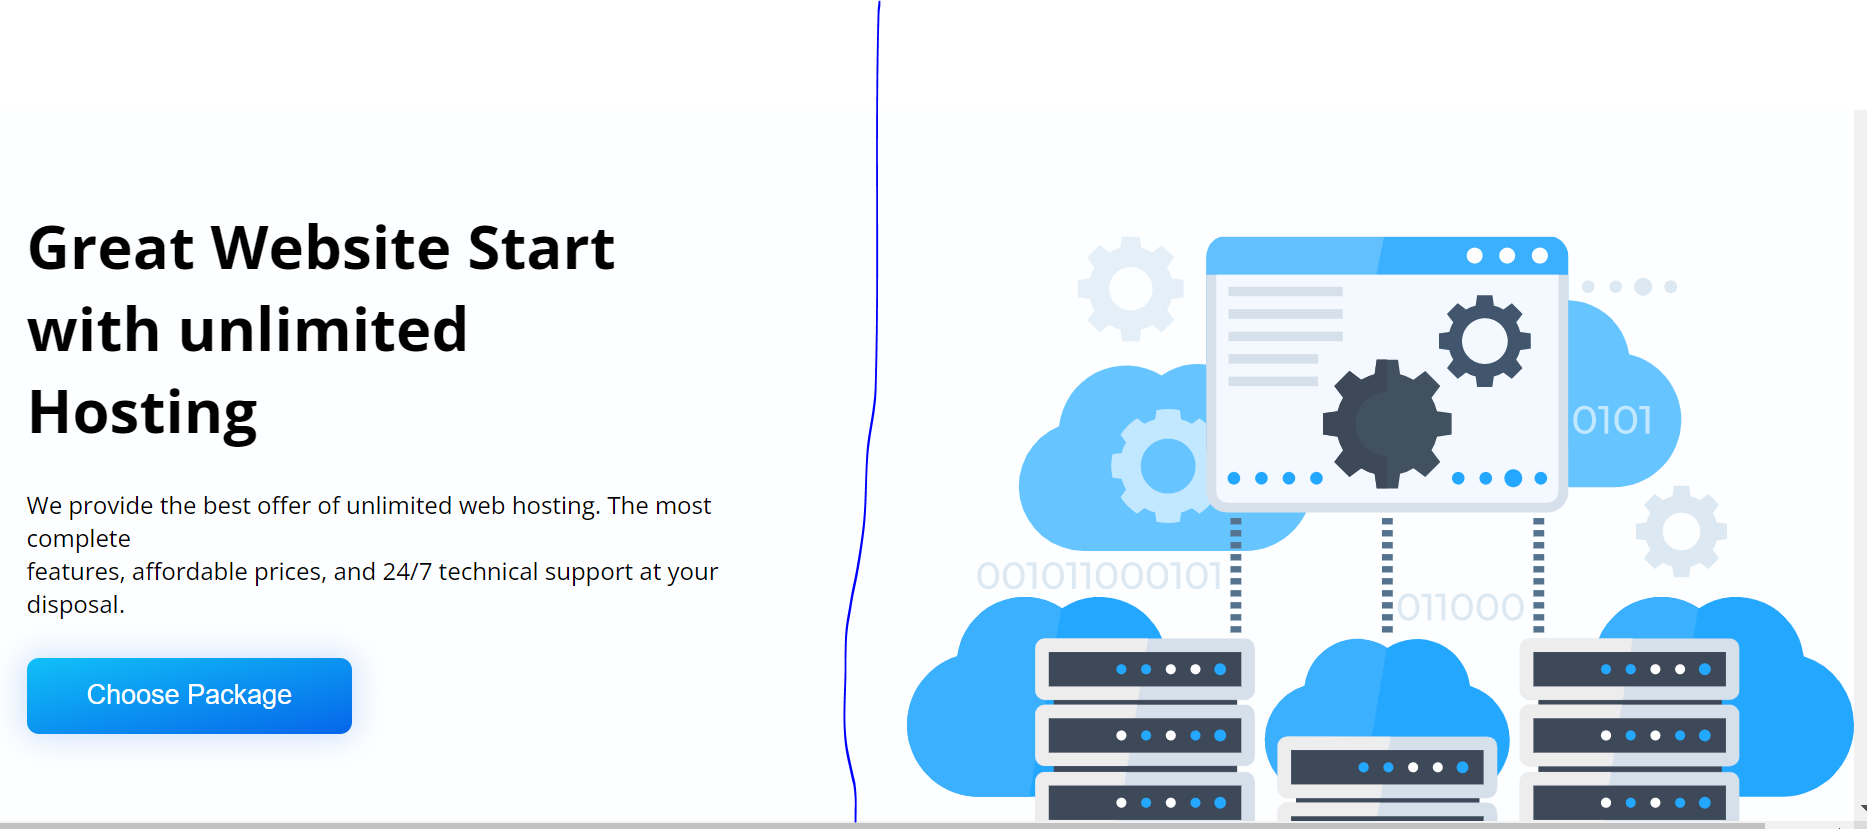 Great Website Start
with unlimited
Hosting
We provide the best offer of unlimited web hosting. The most
complete
features, affordable prices, and 24/7 technical support at your
disposal.
Choose Package
0101
001011000101
011000